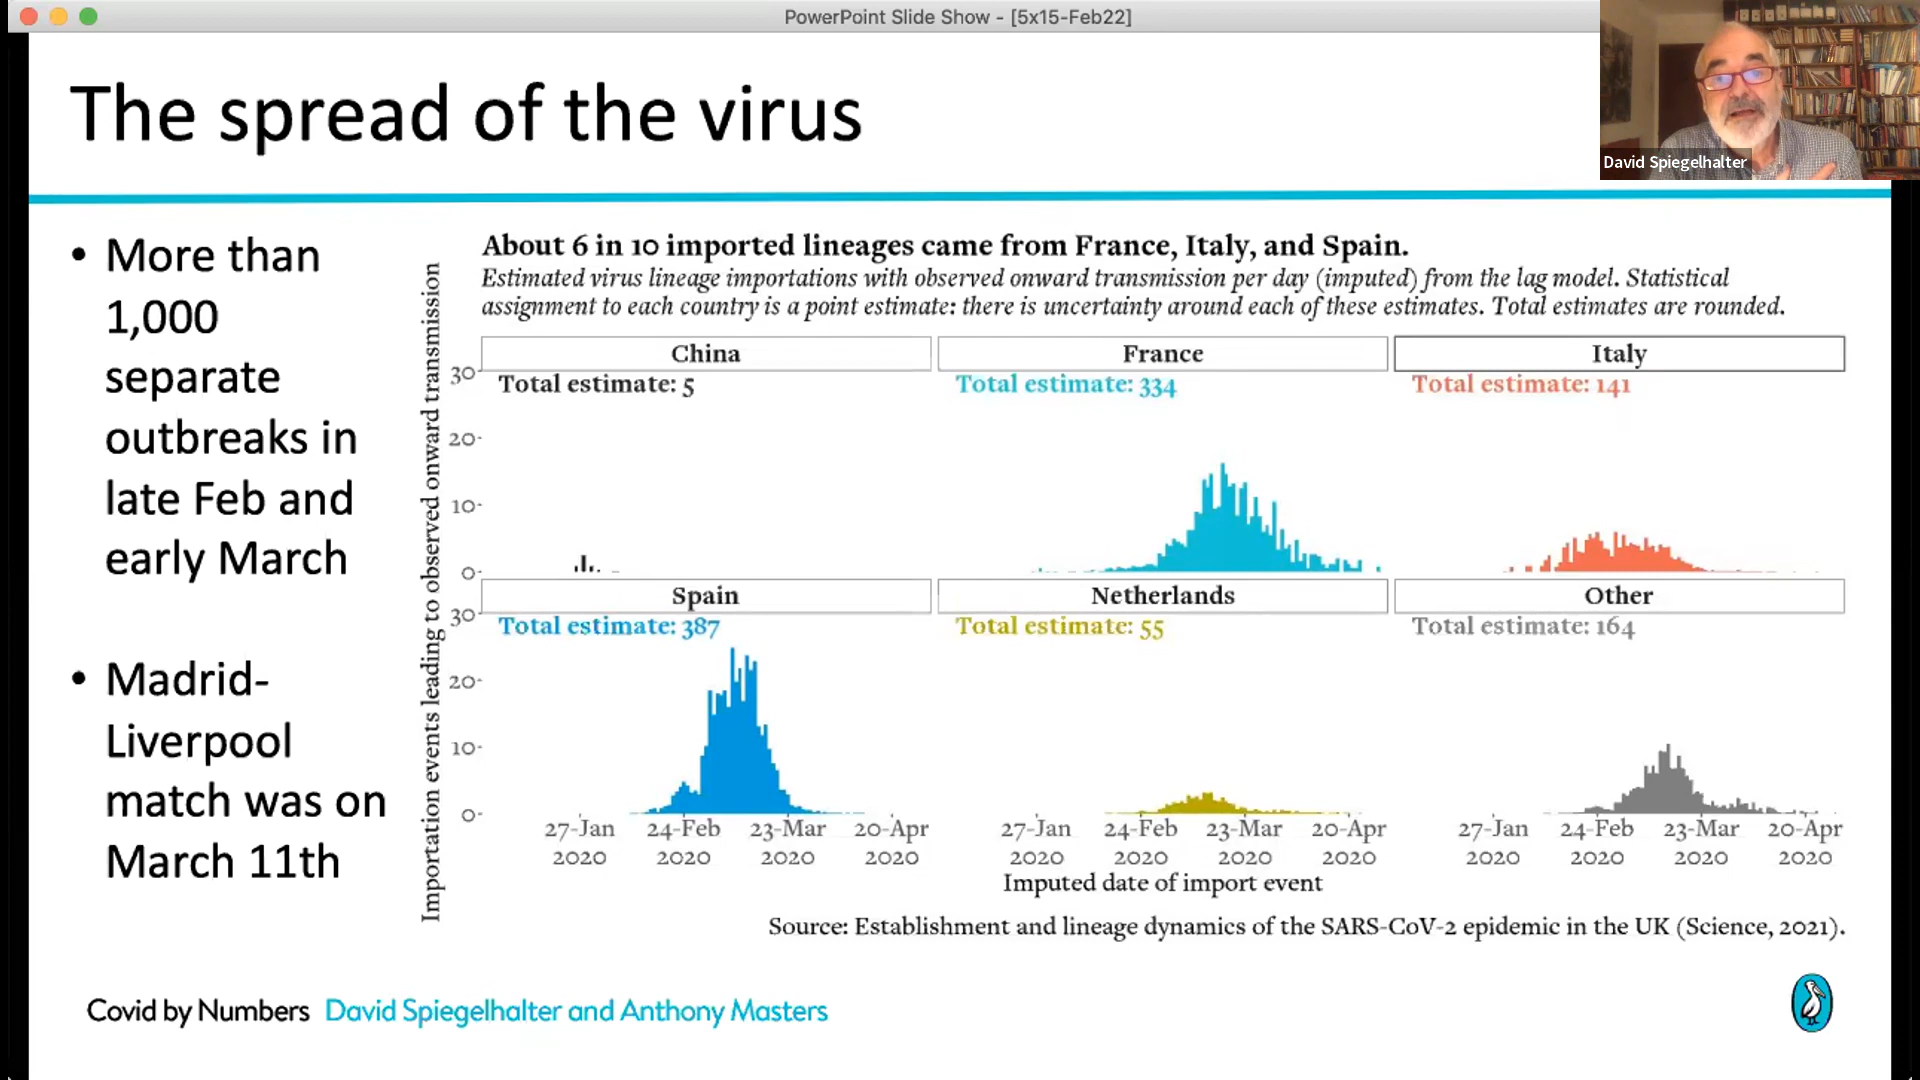 PowerPoint Slide Show - [5x15-Feb22]
David Spiegelhalter
The spread of the virus
• More than
1,000
separate
outbreaks in
late Feb and
early March
• Madrid-
Liverpool
match was on
March 11th
About 6 in 10 imported lineages came from France, Italy, and Spain.
Estimated virus lineage importations with observed onward transmission per day (imputed) from the lag model. Statistical
assignment to each country is a point estimate: there is uncertainty around each of these estimates. Total estimates are rounded.
Importation events leading to observed onward transmission
China
France
Italy
30
20
10
0
Total estimate: 5
Total estimate: 334
Total estimate: 141
Spain
Netherlands
Other
30
20
10
0
Total estimate: 387
Total estimate: 55
Total estimate: 164
27-Jan 24-Feb 23-Mar 20-Apr
2020 2020 2020 2020
27-Jan 24-Feb 23-Mar 20-Apr
2020 2020 2020 2020
27-Jan 24-Feb 23-Mar 20-Apr
2020 2020 2020 2020
Imputed date of import event
Source: Establishment and lineage dynamics of the SARS-CoV-2 epidemic in the UK (Science, 2021).
Covid by Numbers David Spiegelhalter and Anthony Masters